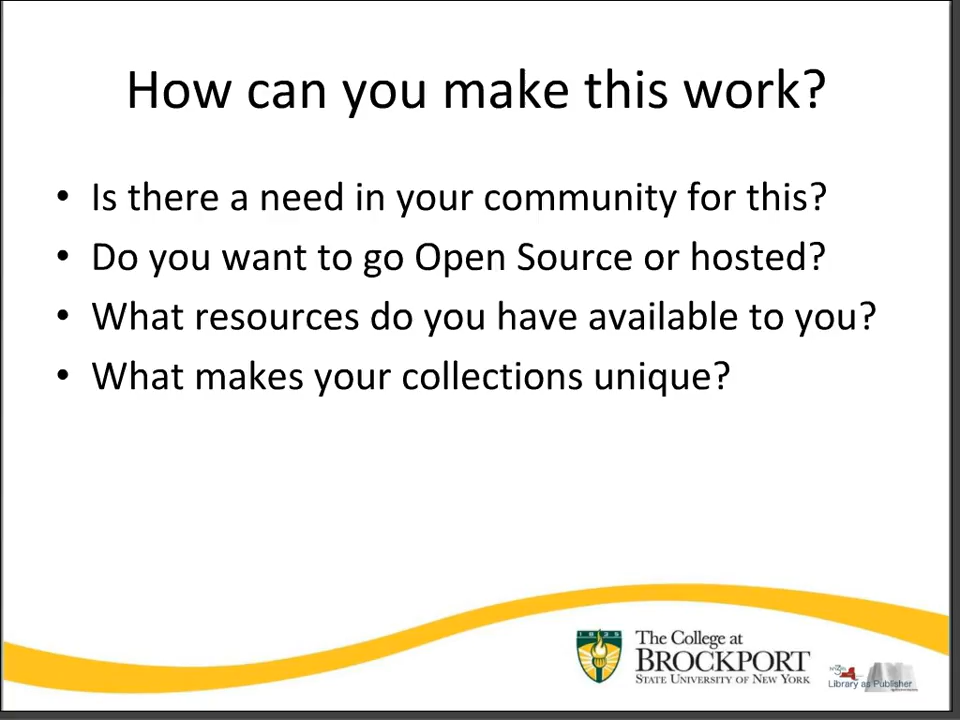 How can you make this work?
• Is there a need in your community for this?
• Do you want to go Open Source or hosted?
• What resources do you have available to you?
• What makes your collections unique?
The College at
BROCKPORT
STATE UNIVERSITY OF NEW YORK
Library as Publisher